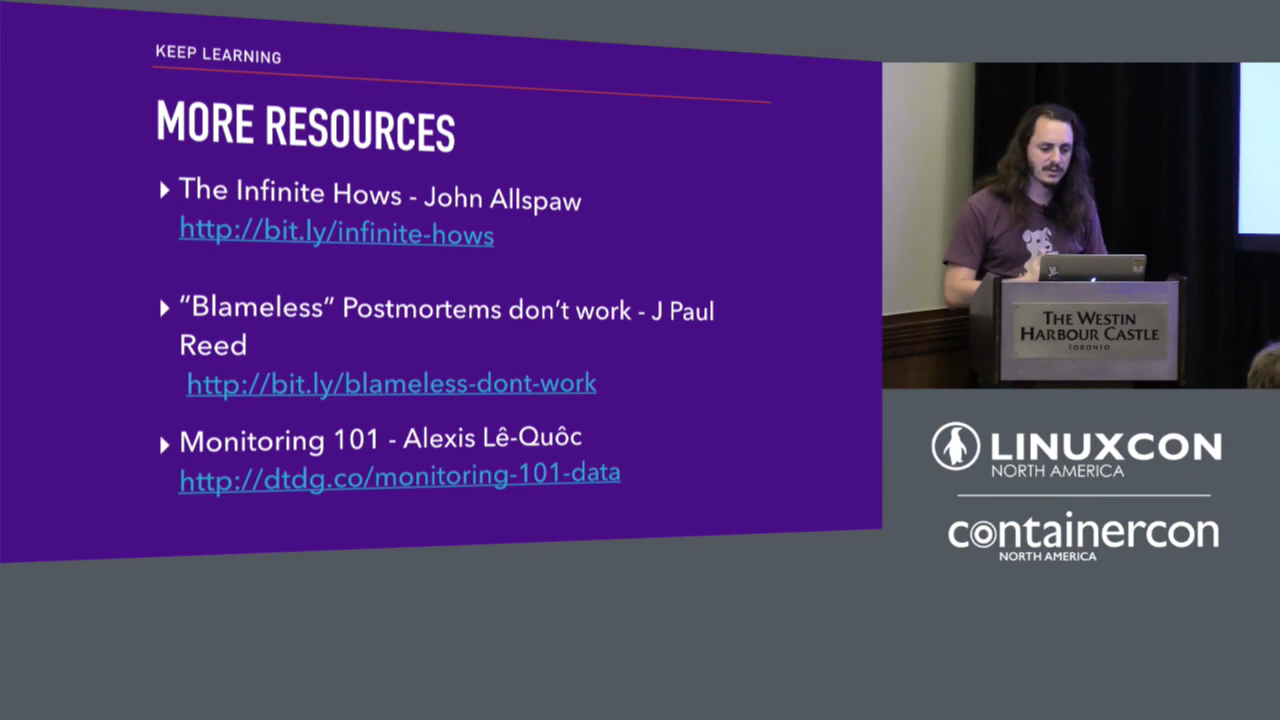 KEEP LEARNING
MORE RESOURCES
The Infinite Hows - John Allspaw
http://bit.ly/infinite-hows
“Blameless” Postmortems don’t work - J Paul
Reed
http://bit.ly/blameless-dont-work
Monitoring 101 - Alexis Lê-Quôc
http://dtdg.co/monitoring-101-data
THE WESTIN
HARBOUR CASTLE
TORONTO
LINUXCON
NORTH AMERICA
containercon
NORTH AMERICA